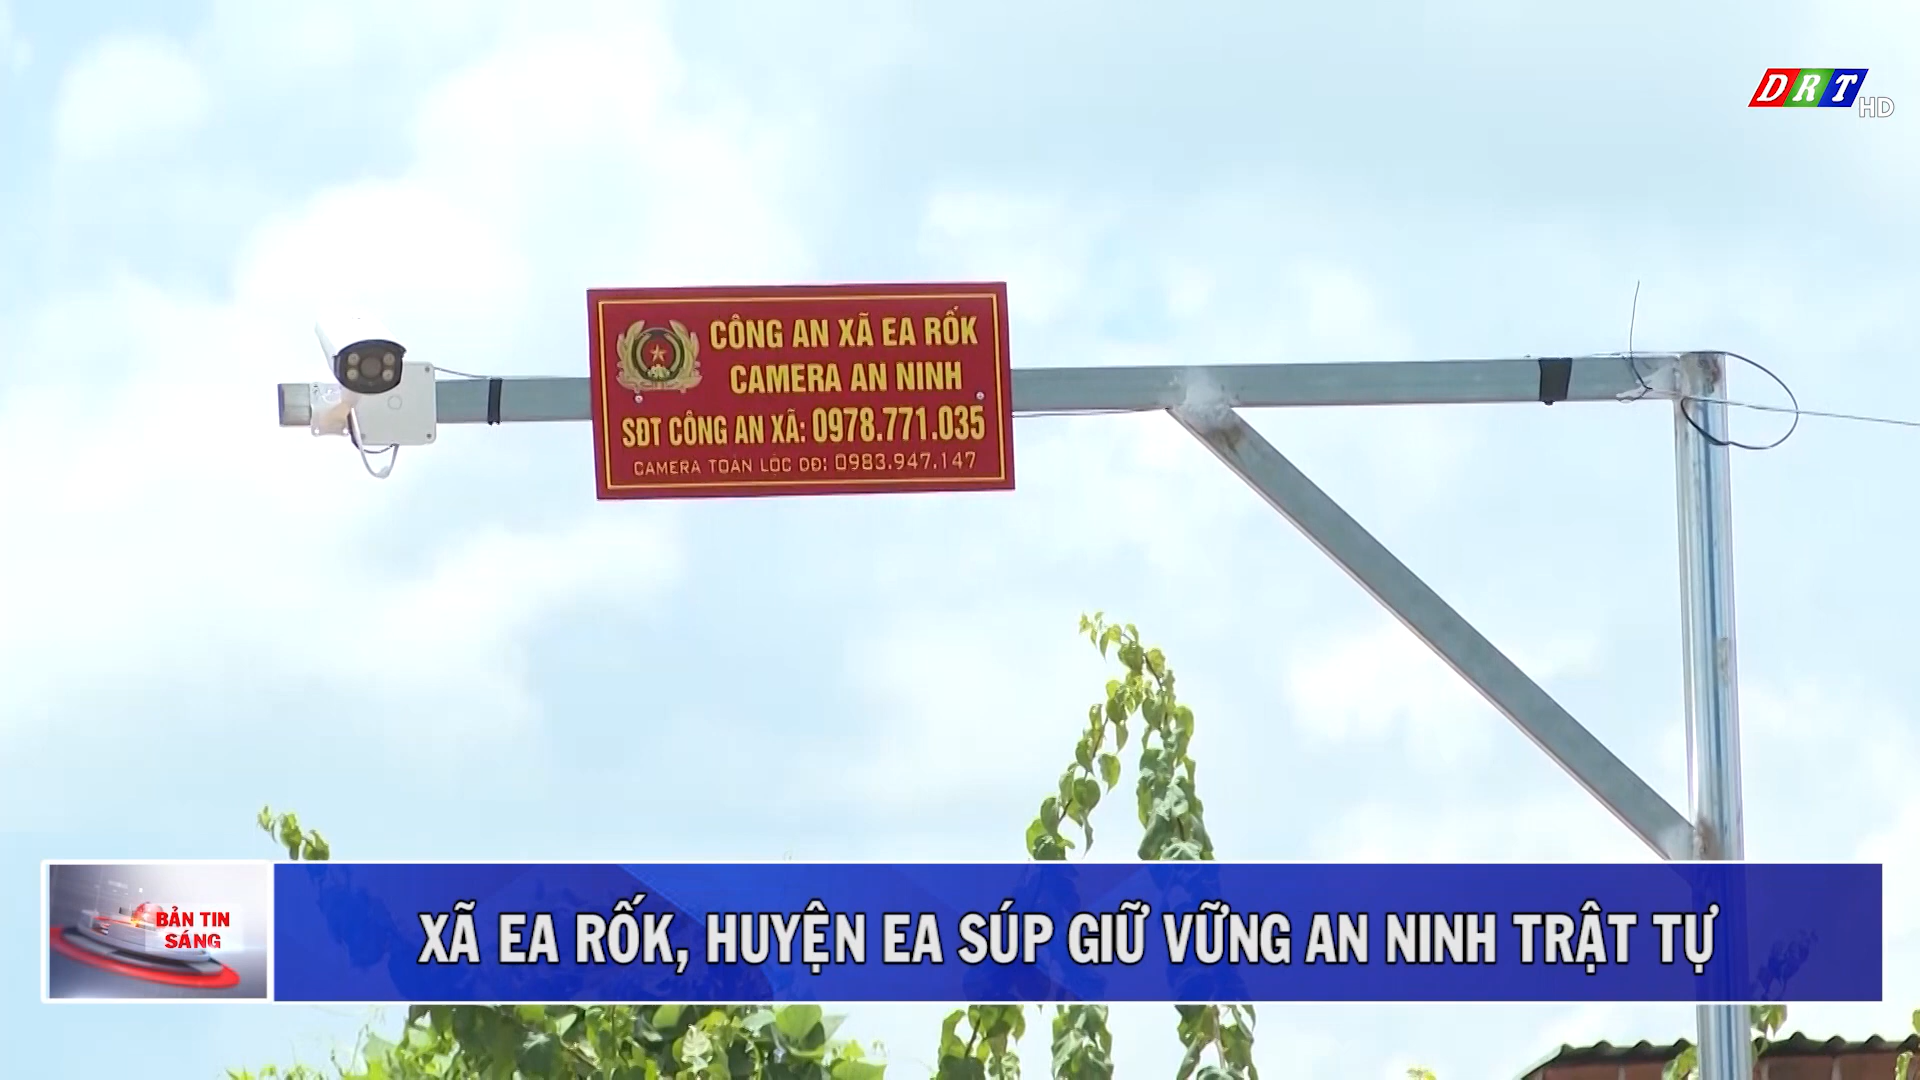 DRT HD
CÔNG AN XÃ EA RỐK
CAMERA AN NINH
SĐT CÔNG AN XÃ: 0978.771.035
CAMERA TOÀN LỘC DĐ: 0983.947.147
BẢN TIN
SÁNG
XÃ EA RỐK, HUYỆN EA SÚP GIỮ VỮNG AN NINH TRẬT TỰ